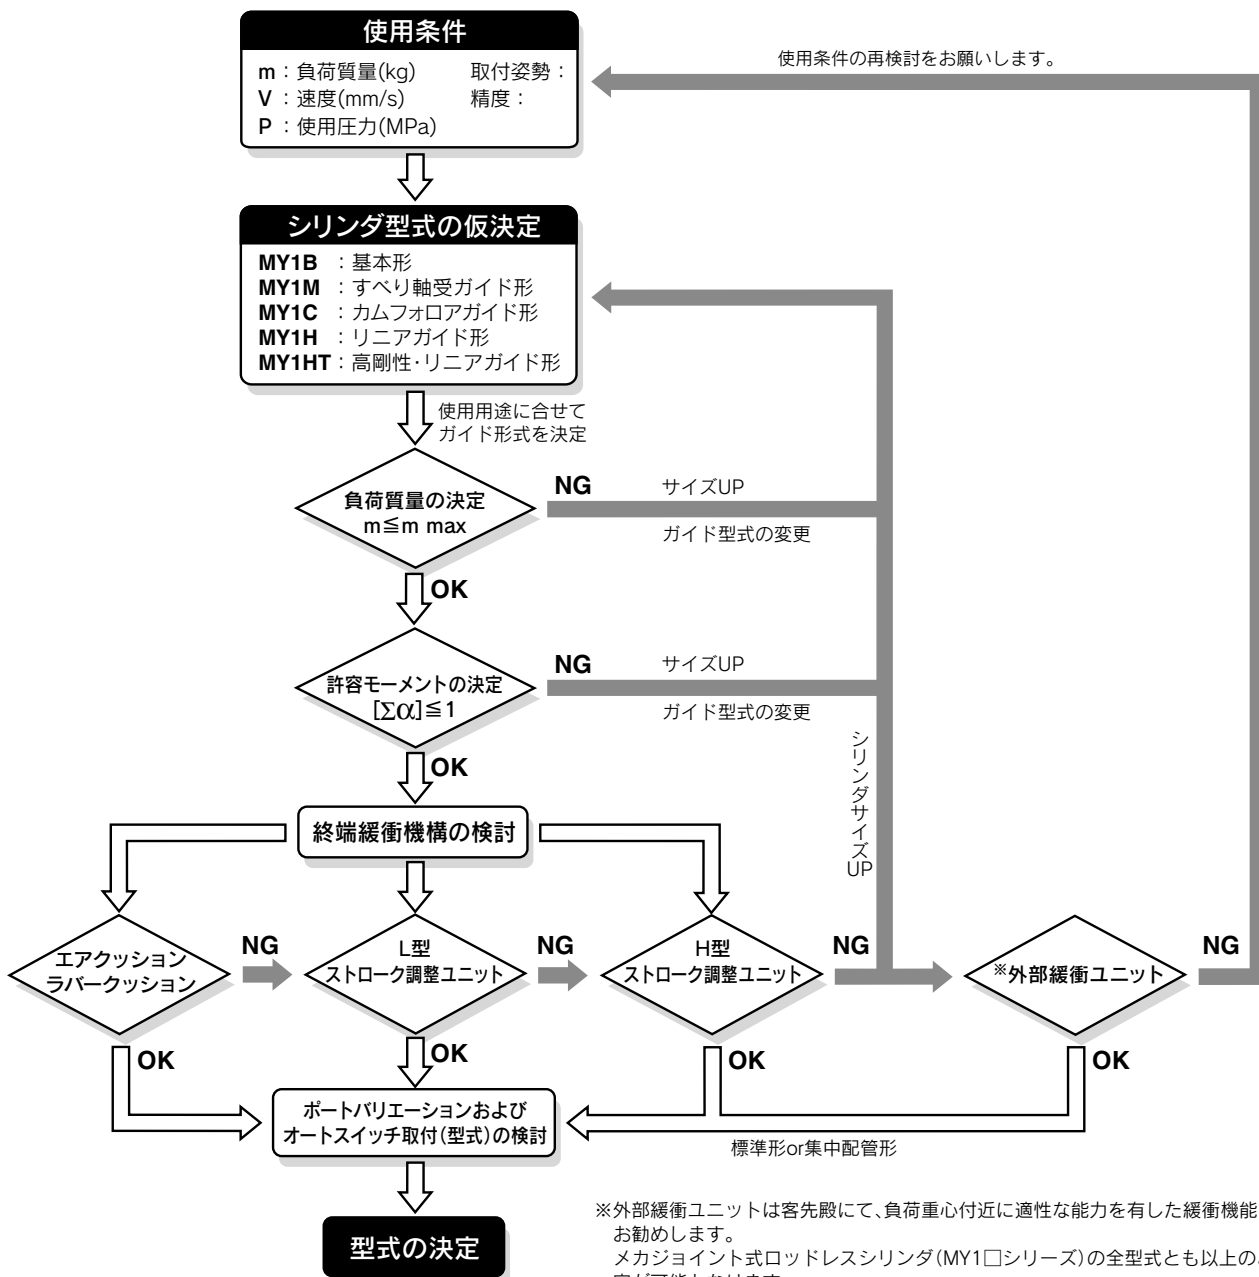 使用条件
使用条件の再検討をお願いします。
m：負荷質量(kg) 取付姿勢：
V：速度(mm/s) 精度：
P：使用圧力(MPa)
シリンダ型式の仮決定
MY1B ：基本形
MY1M ：すべり軸受ガイド形
MY1C ：カムフォロアガイド形
MY1H ：リニアガイド形
MY1HT：高剛性・リニアガイド形
使用用途に合せて
ガイド形式を決定
負荷質量の決定
m≦m max
NG
サイズUP
ガイド型式の変更
OK
許容モーメントの決定
[Σα]≦1
NG
サイズUP
ガイド型式の変更
OK
シリンダサイズUP
終端緩衝機構の検討
エアクッション
ラバークッション
NG
L型
ストローク調整ユニット
NG
H型
ストローク調整ユニット
NG
※外部緩衝ユニット
NG
OK
OK
OK
OK
ポートバリエーションおよび
オートスイッチ取付(型式)の検討
標準形or集中配管形
型式の決定
※外部緩衝ユニットは客先殿にて、負荷重心付近に適性な能力を有した緩衝機能
お勧めします。
メカジョイント式ロッドレスシリンダ(MY1□シリーズ)の全型式とも以上の